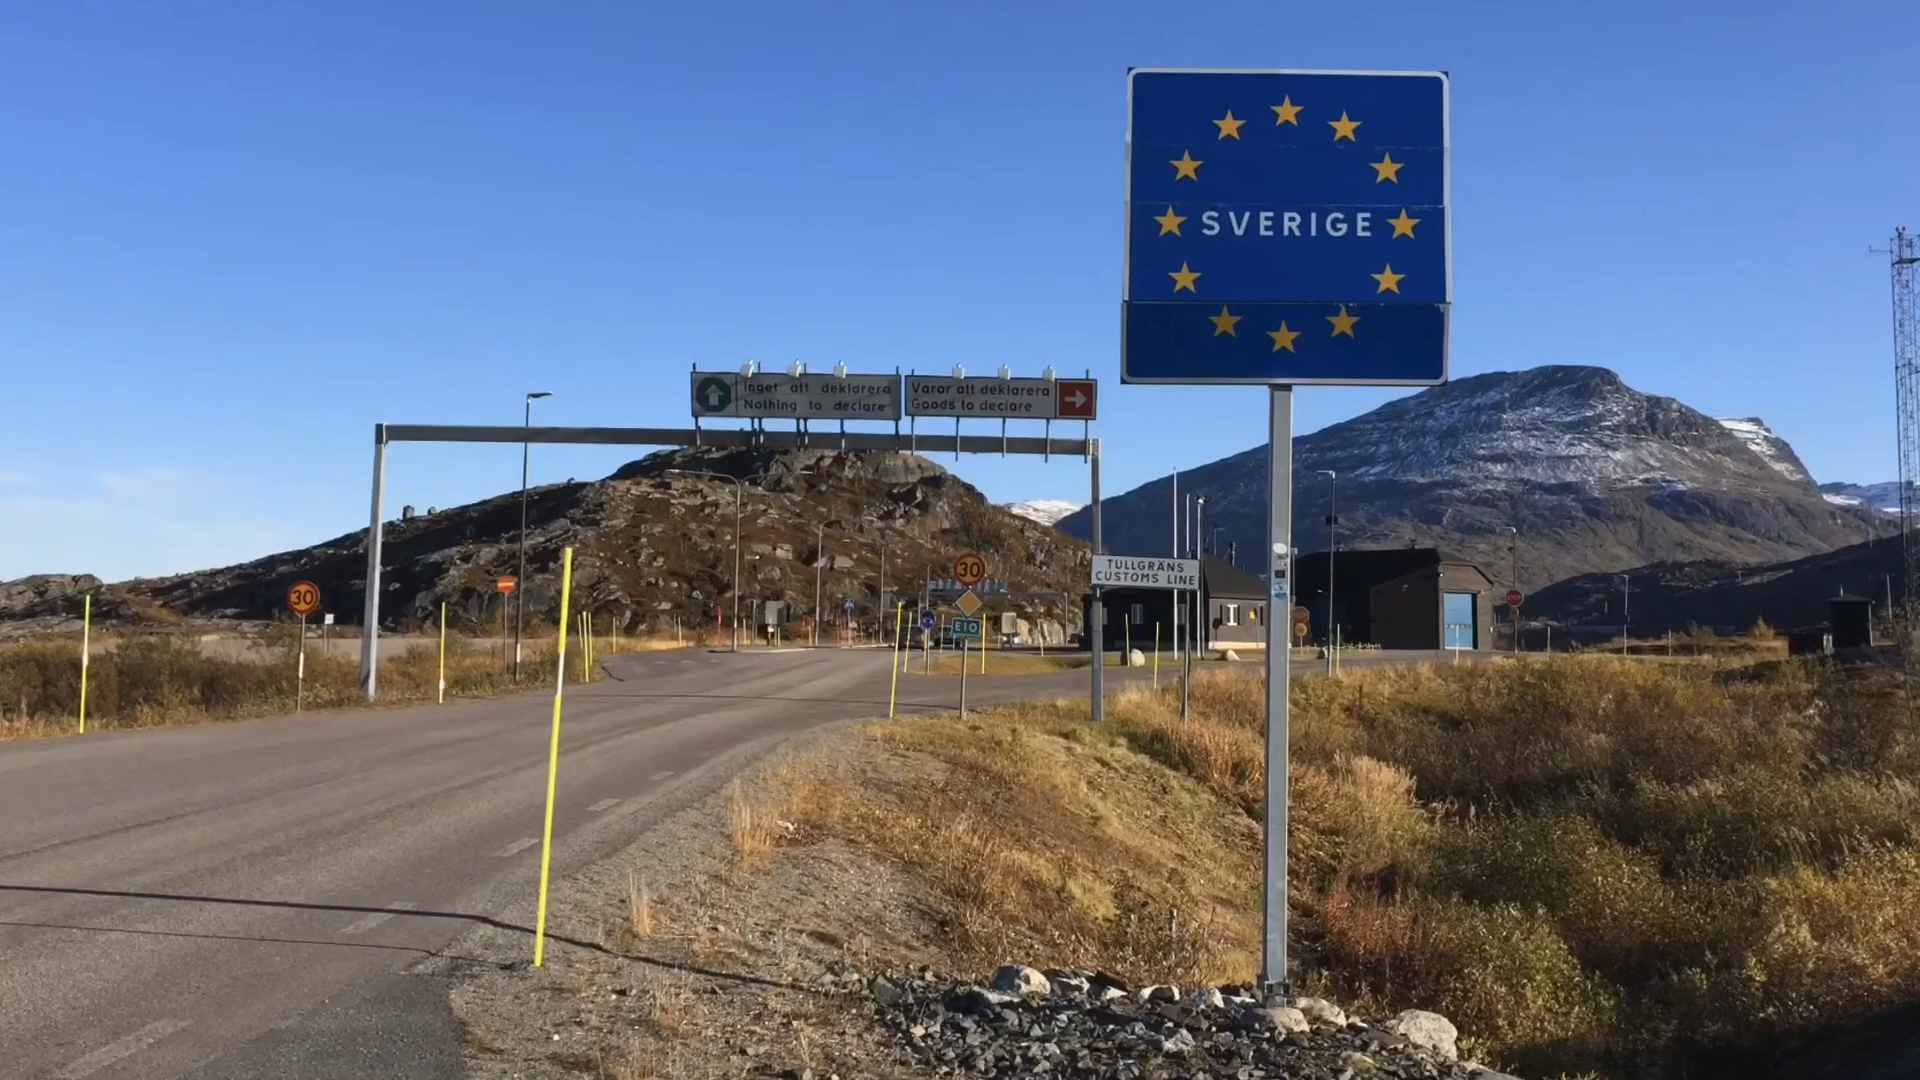 SVERIGE
Inget att deklarera
Nothing to declare
Varor att deklarera
Goods to declare
30
30
E10
TULLGRÄNS
CUSTOMS LINE